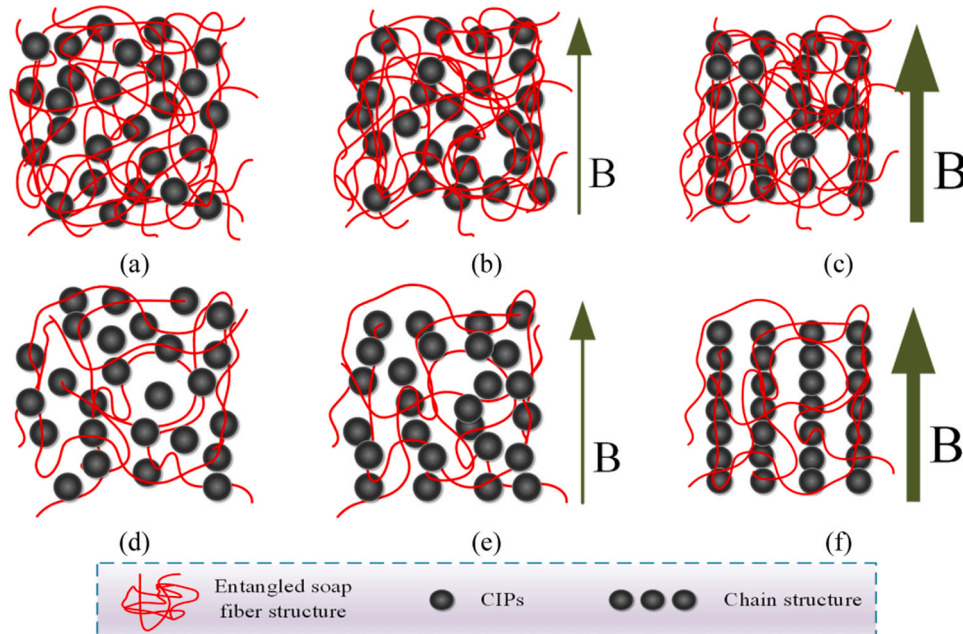 B
B
(a)
(b)
(c)
B
B
(d)
(e)
(f)
Entangled soap
fiber structure
CIPs
Chain structure